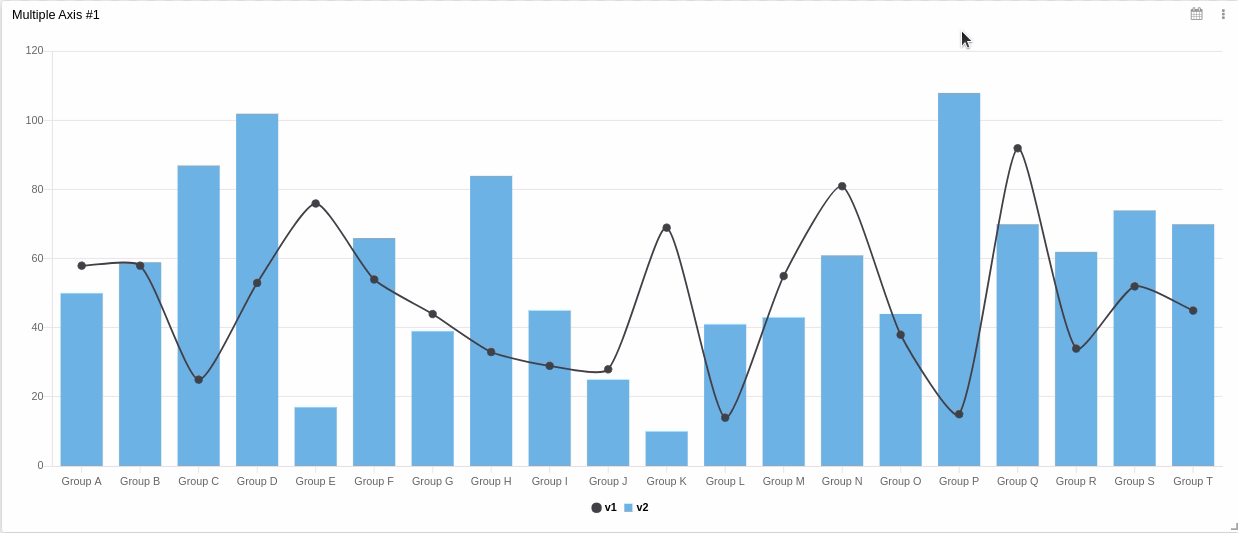 Multiple Axis #1
120
100
80
60
40
20
0
Group A Group B Group C Group D Group E Group F Group G Group H Group I Group J Group K Group L Group M Group N Group O Group P Group Q Group R Group S Group T
v1 v2